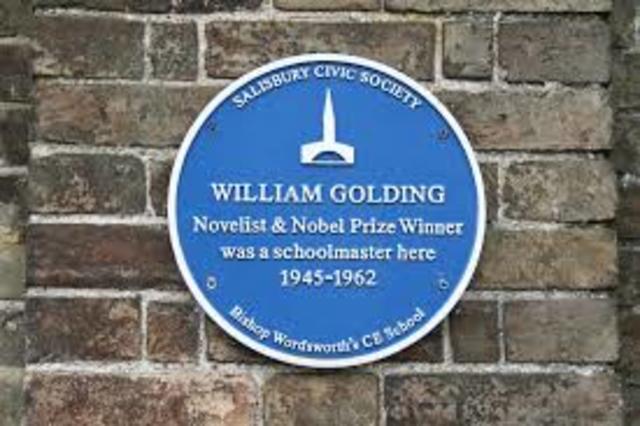 SALISBURY CIVIC SOCIETY
WILLIAM GOLDING
Novelist & Nobel Prize Winner
was a schoolmaster here
1945-1962
Bishop Wordsworth's CE School